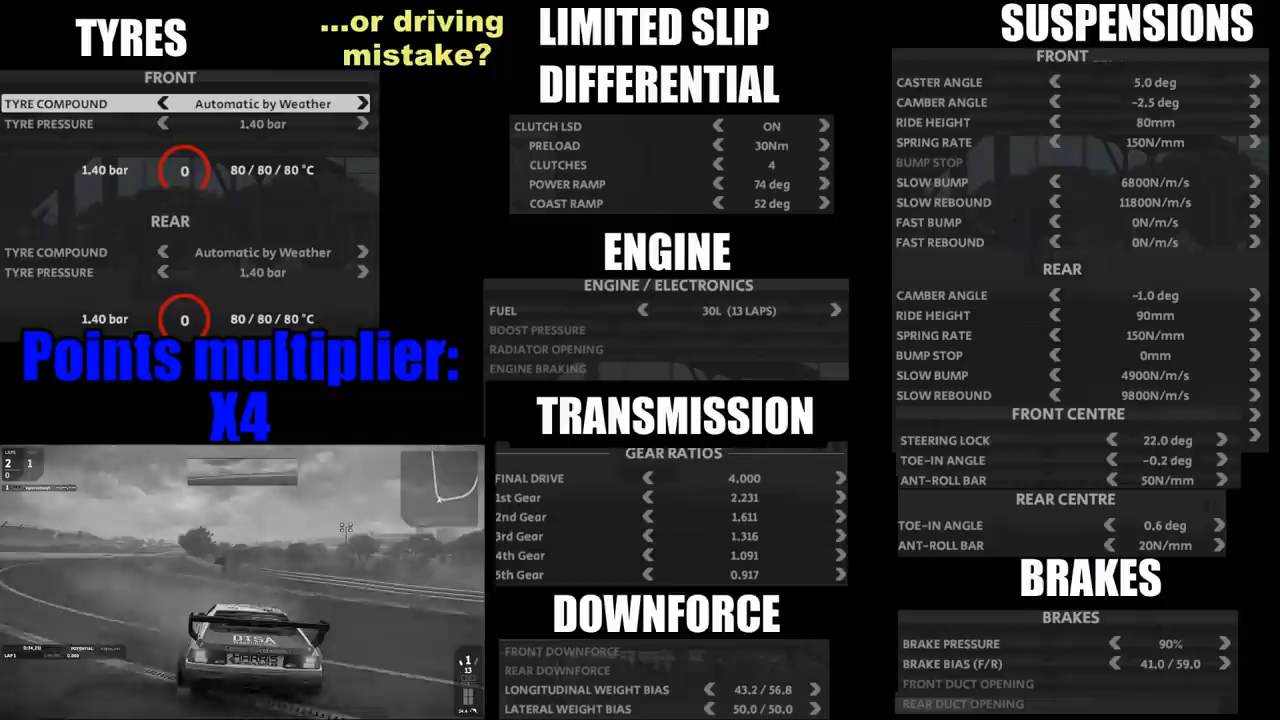 TYRES
FRONT
TYRE COMPOUND Automatic by Weather
TYRE PRESSURE 1.40 bar
1.40 bar 0 80 / 80 / 80 °C
REAR
TYRE COMPOUND Automatic by Weather
TYRE PRESSURE 1.40 bar
1.40 bar 0 80 / 80 / 80 °C
Points multiplier:
X4
LAPS
2 1
0
DTSA
HARRIS
LAP1
1
13
...or driving
mistake?
LIMITED SLIP
DIFFERENTIAL
CLUTCH LSD ON
PRELOAD 30Nm
CLUTCHES 4
POWER RAMP 74 deg
COAST RAMP 52 deg
ENGINE
ENGINE / ELECTRONICS
FUEL 30L (13 LAPS)
BOOST PRESSURE
RADIATOR OPENING
ENGINE BRAKING
TRANSMISSION
GEAR RATIOS
FINAL DRIVE 4.000
1st Gear 2.231
2nd Gear 1.611
3rd Gear 1.316
4th Gear 1.091
5th Gear 0.917
DOWNFORCE
FRONT DOWNFORCE
REAR DOWNFORCE
LONGITUDINAL WEIGHT BIAS 43.2 / 56.8
LATERAL WEIGHT BIAS 50.0 / 50.0
SUSPENSIONS
FRONT
CASTER ANGLE 5.0 deg
CAMBER ANGLE -2.5 deg
RIDE HEIGHT 80mm
SPRING RATE 150N/mm
BUMP STOP
SLOW BUMP 6800N/m/s
SLOW REBOUND 11800N/m/s
FAST BUMP 0N/m/s
FAST REBOUND 0N/m/s
REAR
CAMBER ANGLE -1.0 deg
RIDE HEIGHT 90mm
SPRING RATE 150N/mm
BUMP STOP 0mm
SLOW BUMP 4900N/m/s
SLOW REBOUND 9800N/m/s
FRONT CENTRE
STEERING LOCK 22.0 deg
TOE-IN ANGLE -0.2 deg
ANT-ROLL BAR 50N/mm
REAR CENTRE
TOE-IN ANGLE 0.6 deg
ANT-ROLL BAR 20N/mm
BRAKES
BRAKES
BRAKE PRESSURE 90%
BRAKE BIAS (F/R) 41.0 / 59.0
FRONT DUCT OPENING
REAR DUCT OPENING